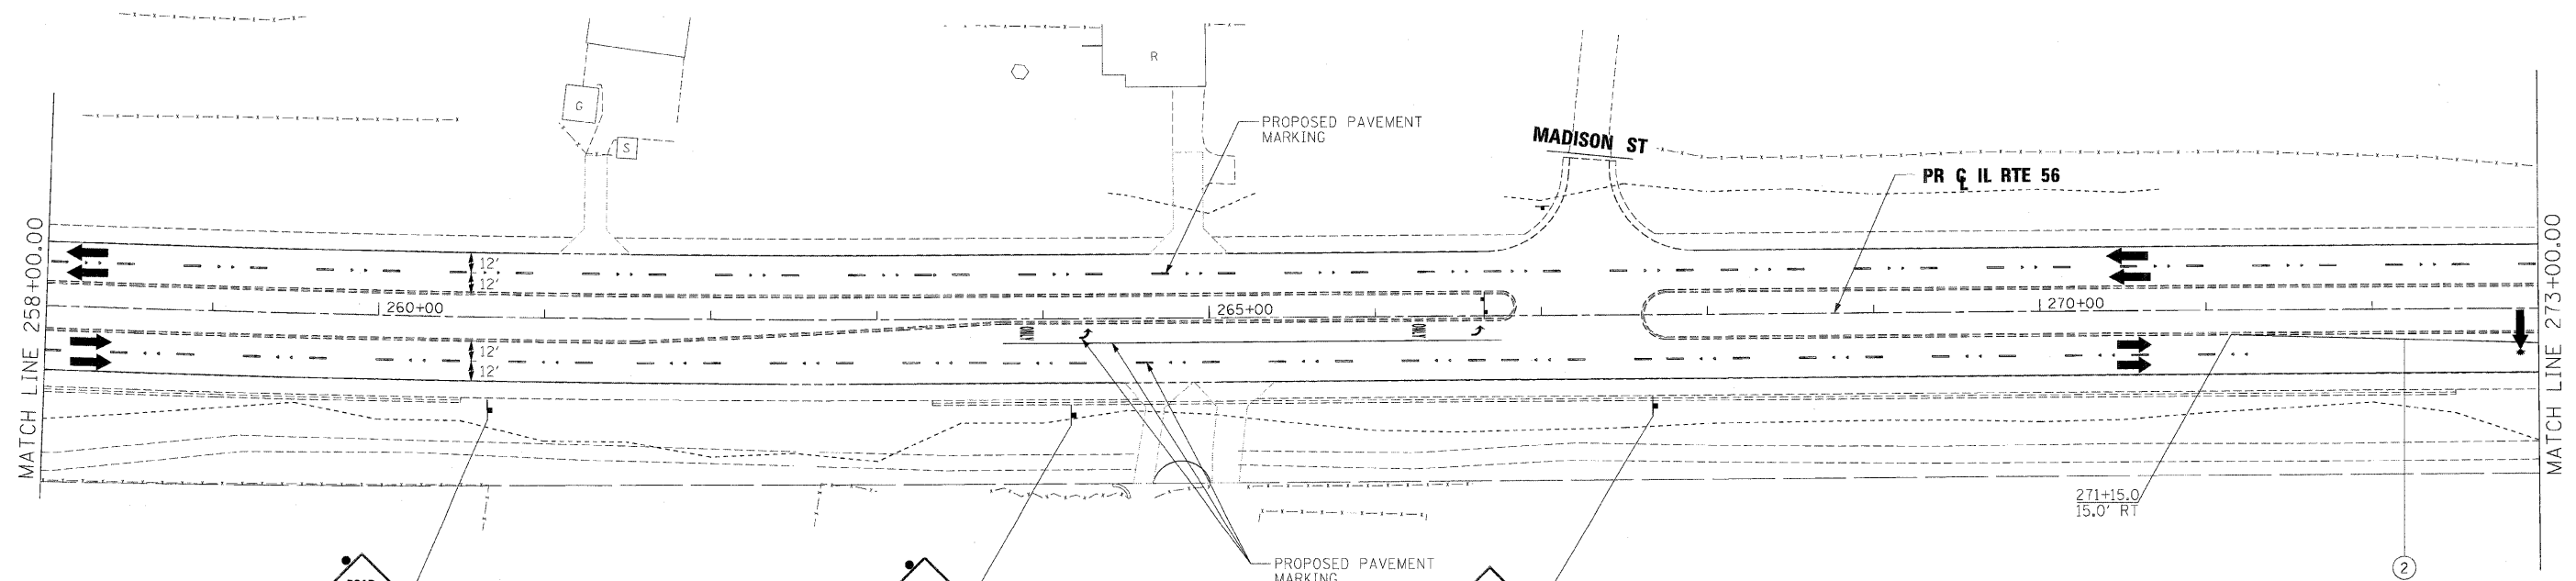 G
S
R
PROPOSED PAVEMENT
MARKING
MADISON ST
PR ℄ IL RTE 56
MATCH LINE 258+00.00
12'
12'
260+00
265+00
270+00
12'
12'
ONLY
ONLY
271+15.0
15.0' RT
MATCH LINE 273+00.00
PROPOSED PAVEMENT
MARKING
2